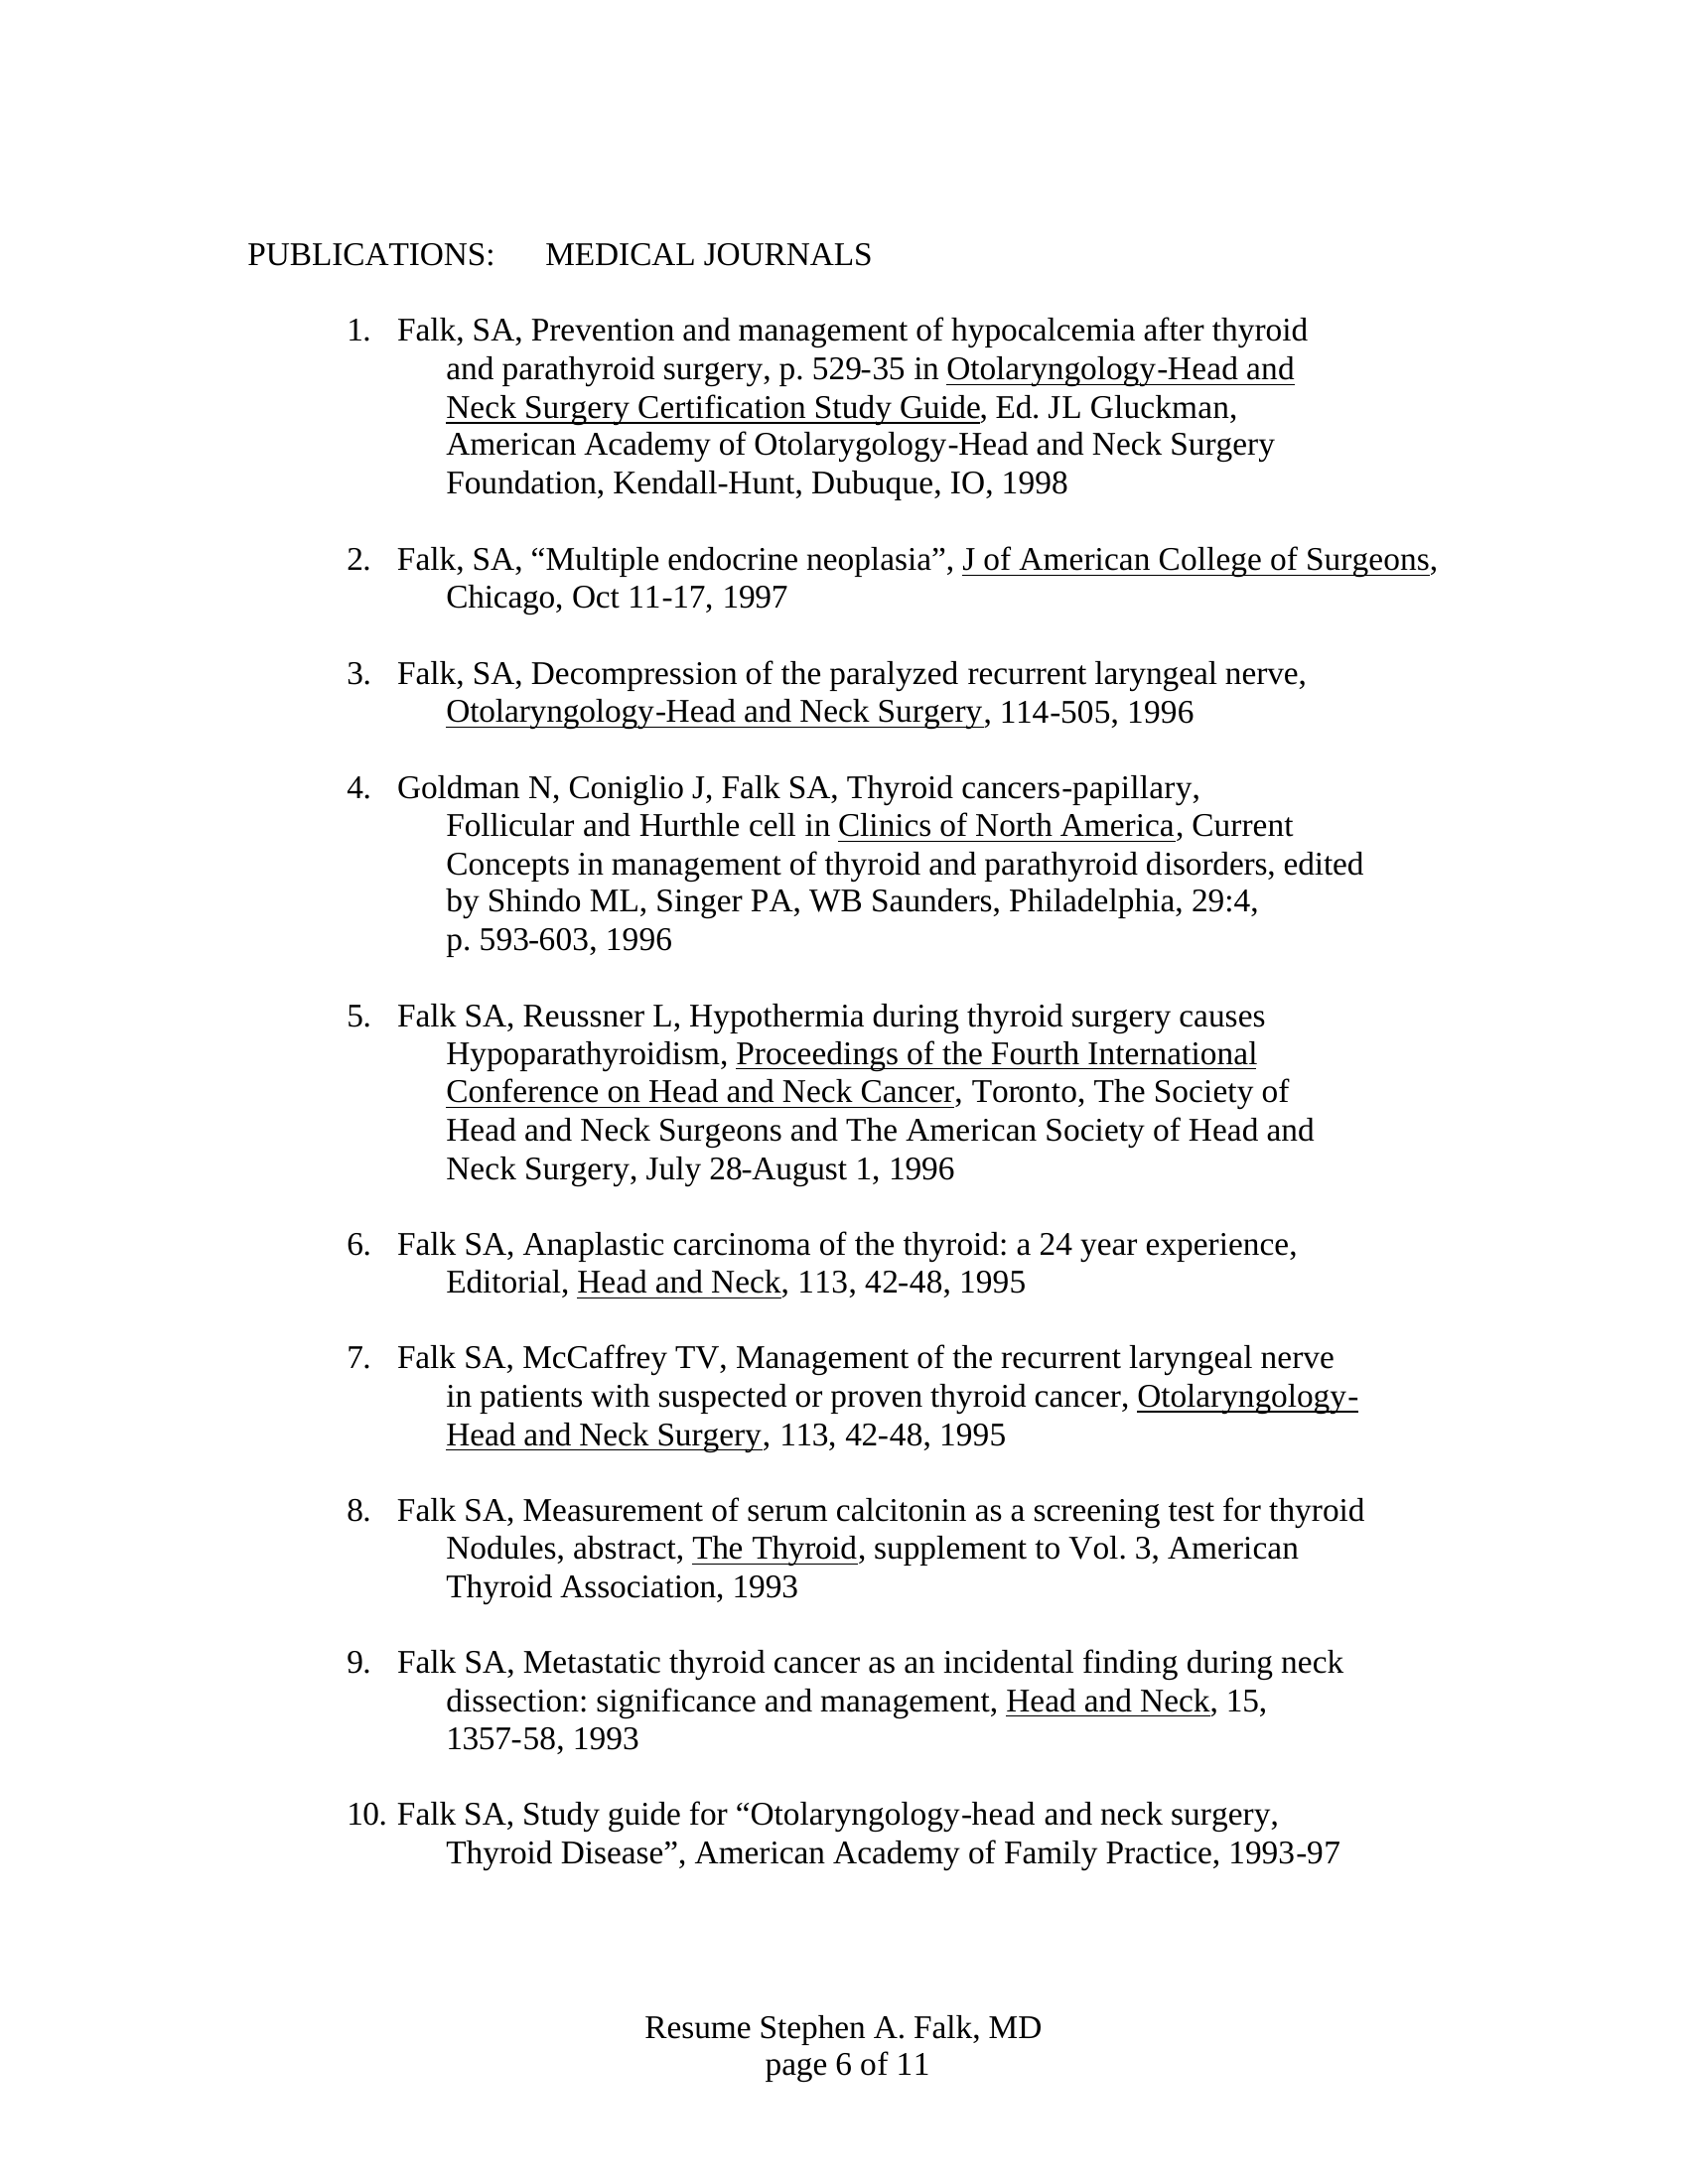 PUBLICATIONS: MEDICAL JOURNALS
1. Falk, SA, Prevention and management of hypocalcemia after thyroid
and parathyroid surgery, p. 529-35 in Otolaryngology-Head and
Neck Surgery Certification Study Guide, Ed. JL Gluckman,
American Academy of Otolarygology-Head and Neck Surgery
Foundation, Kendall-Hunt, Dubuque, IO, 1998
2. Falk, SA, “Multiple endocrine neoplasia”, J of American College of Surgeons,
Chicago, Oct 11-17, 1997
3. Falk, SA, Decompression of the paralyzed recurrent laryngeal nerve,
Otolaryngology-Head and Neck Surgery, 114-505, 1996
4. Goldman N, Coniglio J, Falk SA, Thyroid cancers-papillary,
Follicular and Hurthle cell in Clinics of North America, Current
Concepts in management of thyroid and parathyroid disorders, edited
by Shindo ML, Singer PA, WB Saunders, Philadelphia, 29:4,
p. 593-603, 1996
5. Falk SA, Reussner L, Hypothermia during thyroid surgery causes
Hypoparathyroidism, Proceedings of the Fourth International
Conference on Head and Neck Cancer, Toronto, The Society of
Head and Neck Surgeons and The American Society of Head and
Neck Surgery, July 28-August 1, 1996
6. Falk SA, Anaplastic carcinoma of the thyroid: a 24 year experience,
Editorial, Head and Neck, 113, 42-48, 1995
7. Falk SA, McCaffrey TV, Management of the recurrent laryngeal nerve
in patients with suspected or proven thyroid cancer, Otolaryngology-
Head and Neck Surgery, 113, 42-48, 1995
8. Falk SA, Measurement of serum calcitonin as a screening test for thyroid
Nodules, abstract, The Thyroid, supplement to Vol. 3, American
Thyroid Association, 1993
9. Falk SA, Metastatic thyroid cancer as an incidental finding during neck
dissection: significance and management, Head and Neck, 15,
1357-58, 1993
10. Falk SA, Study guide for “Otolaryngology-head and neck surgery,
Thyroid Disease”, American Academy of Family Practice, 1993-97
Resume Stephen A. Falk, MD
page 6 of 11